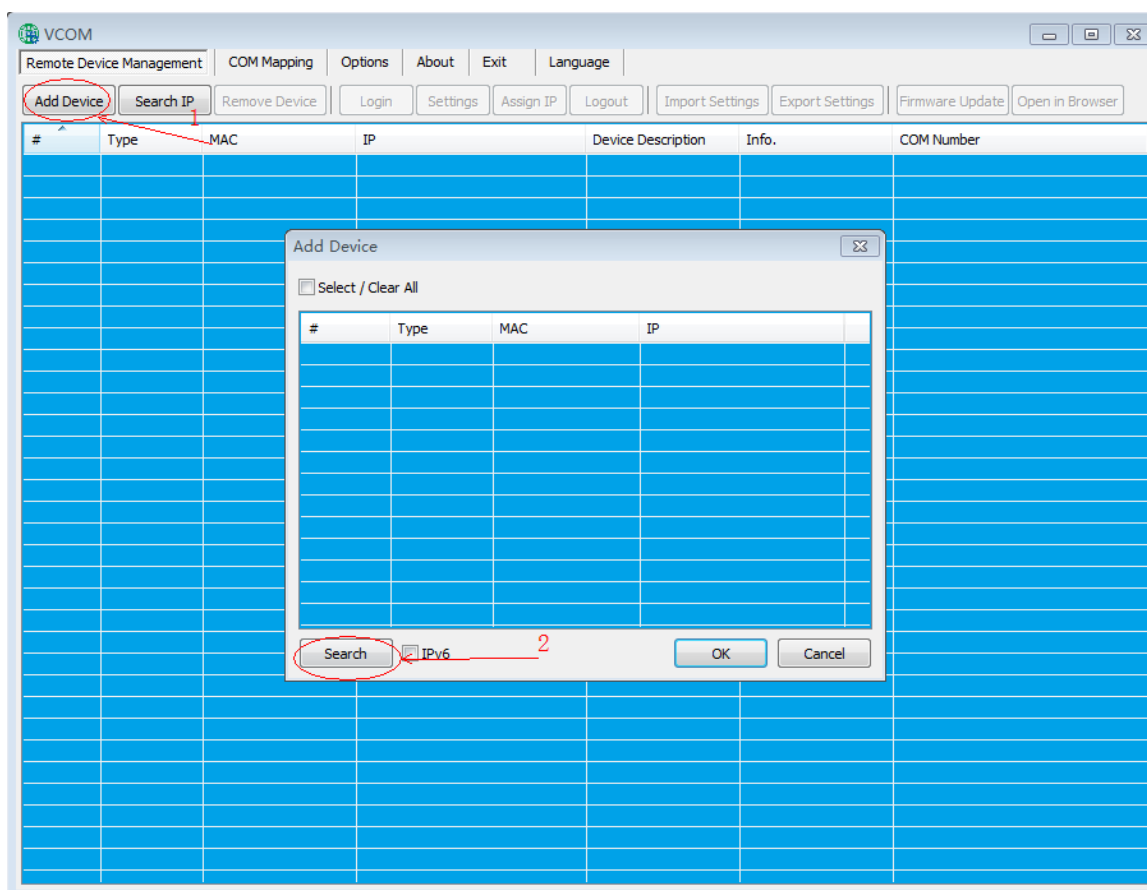 VCOM
Remote Device Management COM Mapping Options About Exit Language
Add Device Search IP Remove Device Login Settings Assign IP Logout Import Settings Export Settings Firmware Update Open in Browser
1
# Type MAC IP Device Description Info. COM Number
Add Device
Select / Clear All
# Type MAC IP
Search IPv6 2 OK Cancel